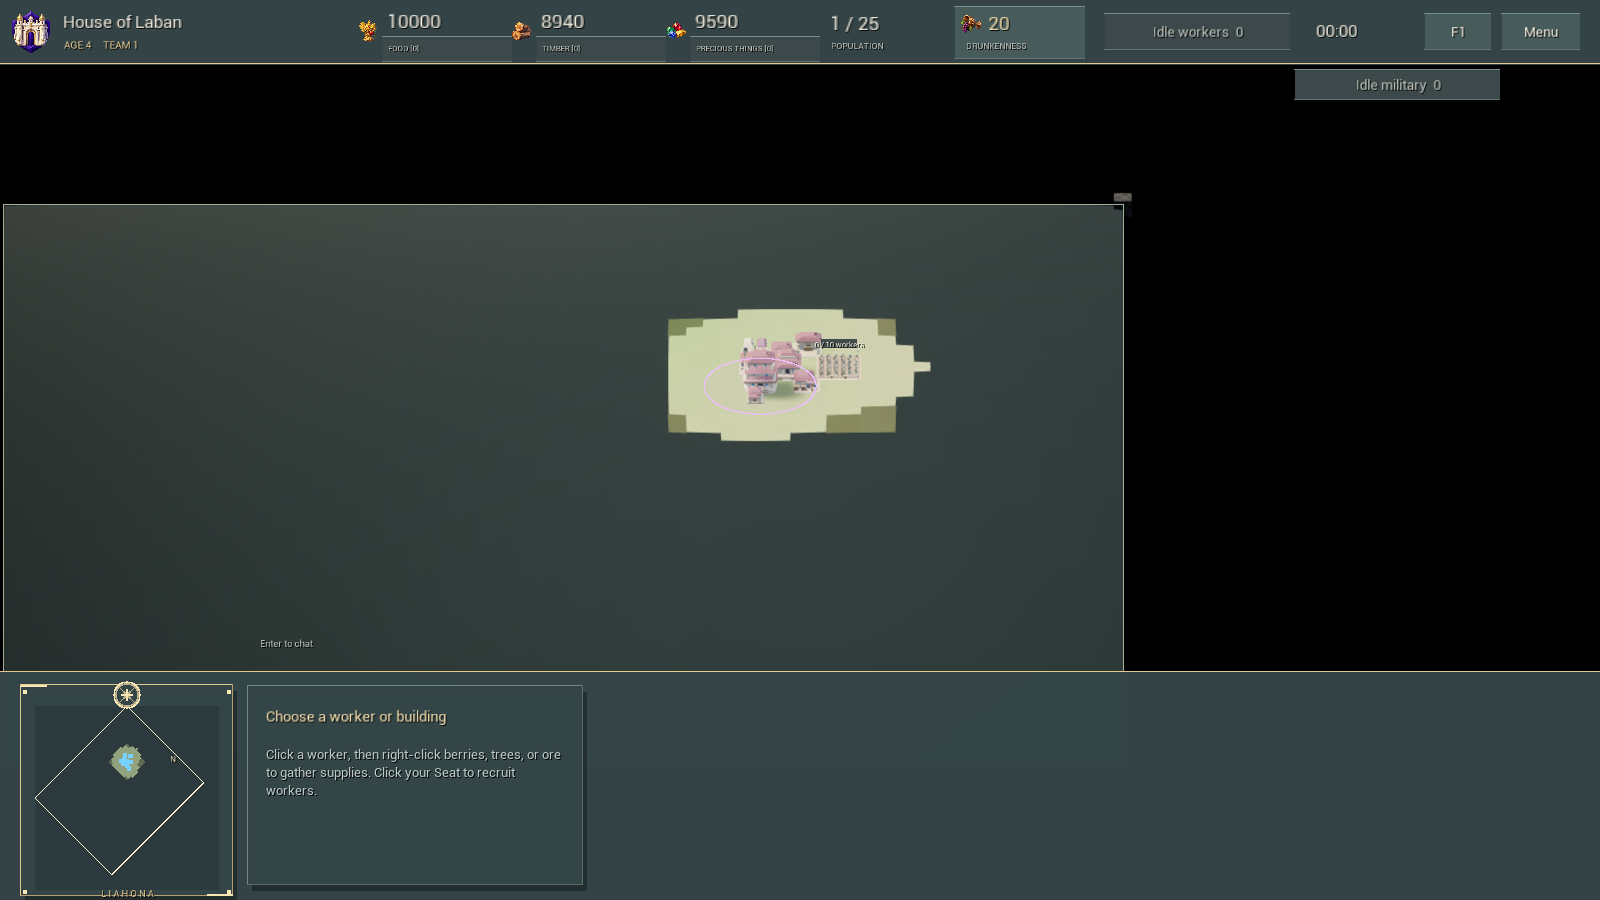 House of Laban
AGE 4 TEAM 1
10000
FOOD [0]
8940
TIMBER [0]
9590
PRECIOUS THINGS [0]
1 / 25
POPULATION
20
DRUNKENNESS
Idle workers 0
00:00
F1
Menu
Idle military 0
0/10 workers
Enter to chat
N
LIAHONA
Choose a worker or building
Click a worker, then right-click berries, trees, or ore
to gather supplies. Click your Seat to recruit
workers.